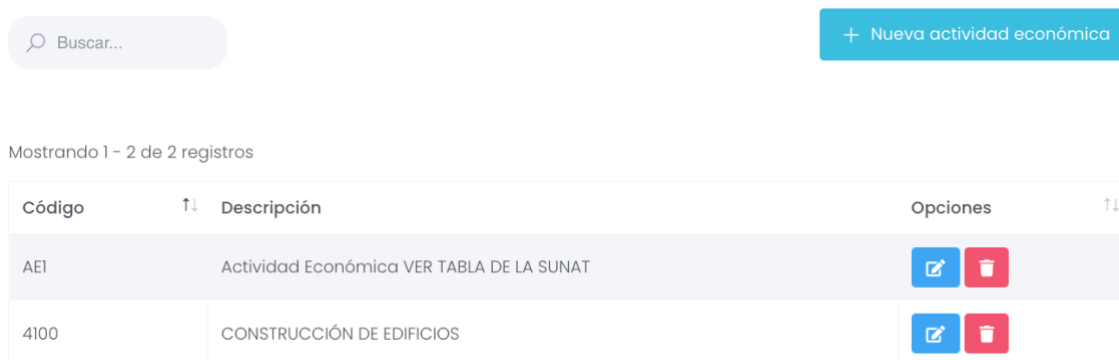 Buscar...
+ Nueva actividad económica
Mostrando 1 - 2 de 2 registros
Código Descripción Opciones
AE1 Actividad Económica VER TABLA DE LA SUNAT
4100 CONSTRUCCIÓN DE EDIFICIOS